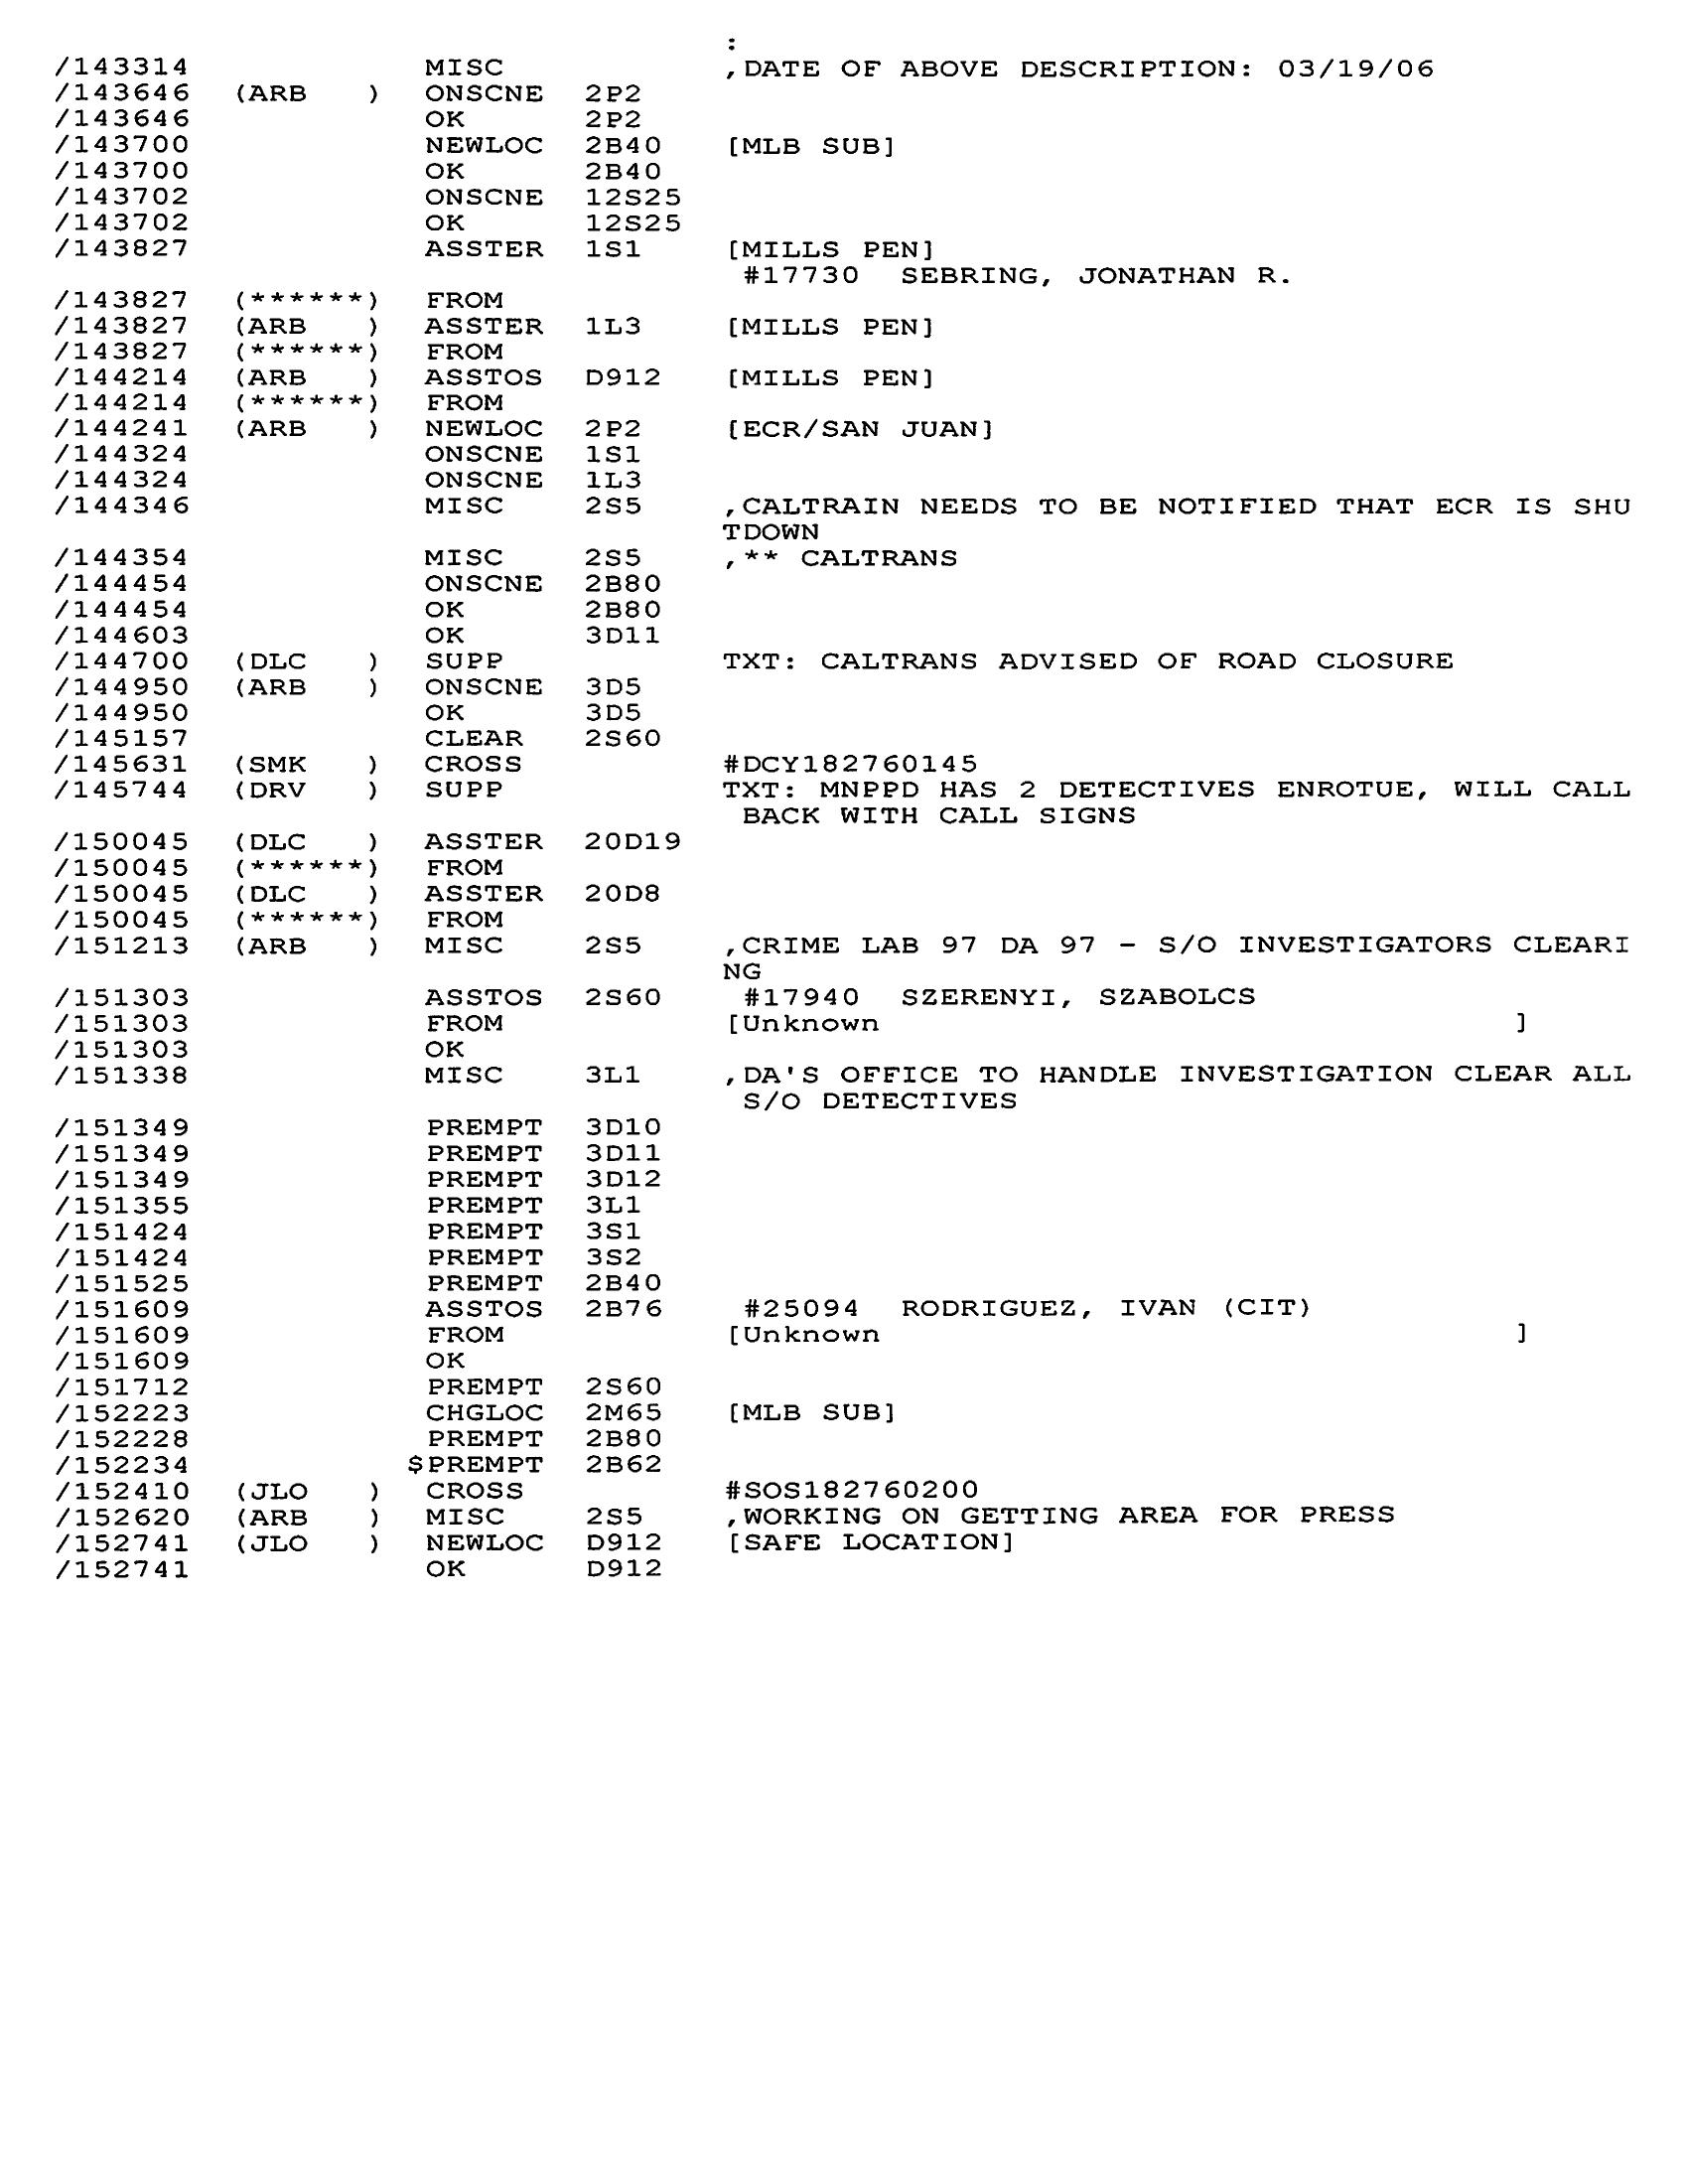 :
/143314 MISC ,DATE OF ABOVE DESCRIPTION: 03/19/06
/143646 (ARB ) ONSCNE 2P2
/143646 OK 2P2
/143700 NEWLOC 2B40 [MLB SUB]
/143700 OK 2B40
/143702 ONSCNE 12S25
/143702 OK 12S25
/143827 ASSTER 1S1 [MILLS PEN]
#17730 SEBRING, JONATHAN R.
/143827 (******) FROM
/143827 (ARB ) ASSTER 1L3 [MILLS PEN]
/143827 (******) FROM
/144214 (ARB ) ASSTOS D912 [MILLS PEN]
/144214 (******) FROM
/144241 (ARB ) NEWLOC 2P2 [ECR/SAN JUAN]
/144324 ONSCNE 1S1
/144324 ONSCNE 1L3
/144346 MISC 2S5 ,CALTRAIN NEEDS TO BE NOTIFIED THAT ECR IS SHU
TDOWN
/144354 MISC 2S5 ,** CALTRANS
/144454 ONSCNE 2B80
/144454 OK 2B80
/144603 OK 3D11
/144700 (DLC ) SUPP TXT: CALTRANS ADVISED OF ROAD CLOSURE
/144950 (ARB ) ONSCNE 3D5
/144950 OK 3D5
/145157 CLEAR 2S60
/145631 (SMK ) CROSS #DCY182760145
/145744 (DRV ) SUPP TXT: MNPPD HAS 2 DETECTIVES ENROTUE, WILL CALL
BACK WITH CALL SIGNS
/150045 (DLC ) ASSTER 20D19
/150045 (******) FROM
/150045 (DLC ) ASSTER 20D8
/150045 (******) FROM
/151213 (ARB ) MISC 2S5 ,CRIME LAB 97 DA 97 - S/O INVESTIGATORS CLEARI
NG
/151303 ASSTOS 2S60 #17940 SZERENYI, SZABOLCS
/151303 FROM [Unknown ]
/151303 OK
/151338 MISC 3L1 ,DA'S OFFICE TO HANDLE INVESTIGATION CLEAR ALL
S/O DETECTIVES
/151349 PREMPT 3D10
/151349 PREMPT 3D11
/151349 PREMPT 3D12
/151355 PREMPT 3L1
/151424 PREMPT 3S1
/151424 PREMPT 3S2
/151525 PREMPT 2B40
/151609 ASSTOS 2B76 #25094 RODRIGUEZ, IVAN (CIT)
/151609 FROM [Unknown ]
/151609 OK
/151712 PREMPT 2S60
/152223 CHGLOC 2M65 [MLB SUB]
/152228 PREMPT 2B80
/152234 $PREMPT 2B62
/152410 (JLO ) CROSS #SOS182760200
/152620 (ARB ) MISC 2S5 ,WORKING ON GETTING AREA FOR PRESS
/152741 (JLO ) NEWLOC D912 [SAFE LOCATION]
/152741 OK D912